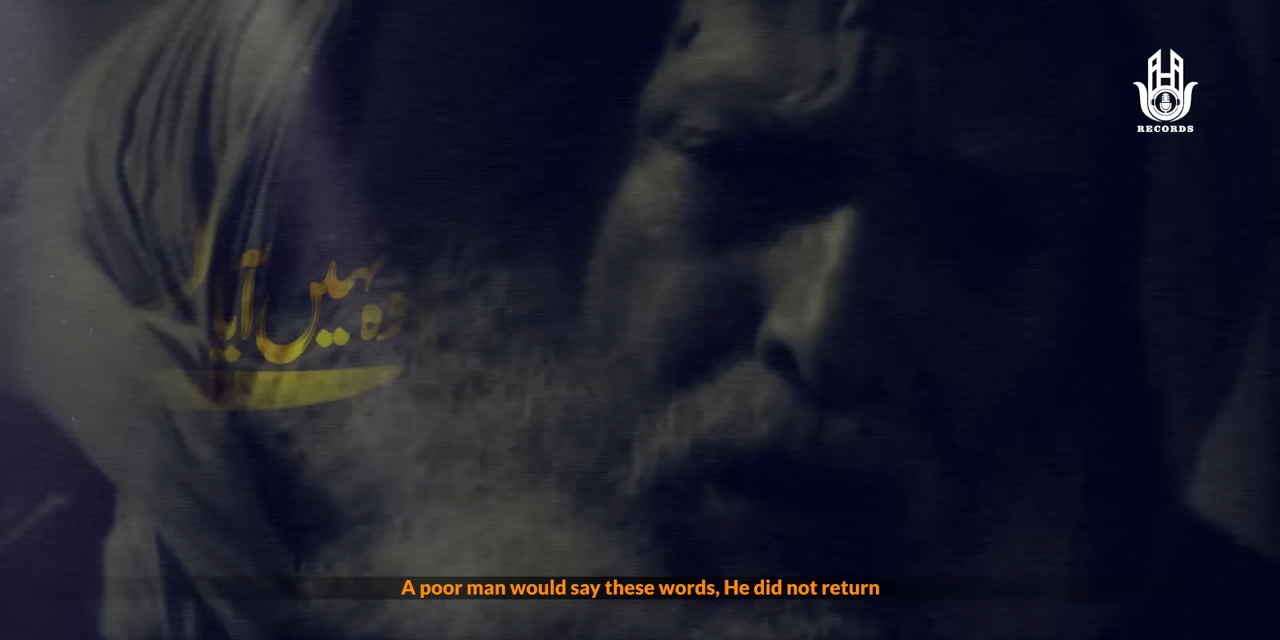 RECORDS
وہ نہیں آیا
A poor man would say these words, He did not return